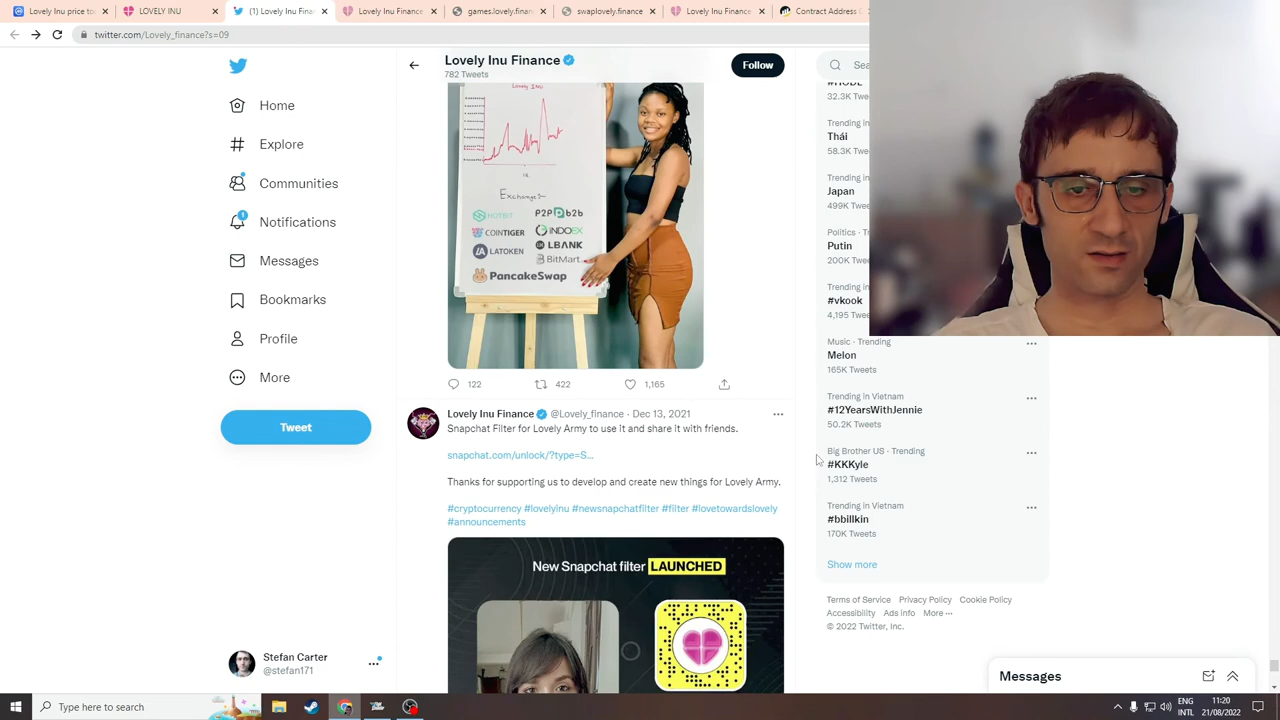 Lovely Inu price to
LOVELY INU
(1) Lovely Inu Finan
Lovely Inu Finance
games.lovely.financ
swaplovely.finance
Lovely Inu Finance
Contract Address
twitter.com/Lovely_finance?s=09
Home
Explore
Communities
Notifications
1
Messages
Bookmarks
Profile
More
Tweet
Stefan Carter
@stefan171
Lovely Inu Finance
782 Tweets
Follow
Lovely Inu
Exchange
HOTBIT
P2PB2b
COINTIGER
INDOEX
LATOKEN
LBANK
BitMart
PancakeSwap
122
422
1,165
Lovely Inu Finance @Lovely_finance · Dec 13, 2021
Snapchat Filter for Lovely Army to use it and share it with friends.
snapchat.com/unlock/?type=S...
Thanks for supporting us to develop and create new things for Lovely Army.
#cryptocurrency #lovelyinu #newsnapchatfilter #filter #lovetowardslovely
#announcements
New Snapchat filter LAUNCHED
32.3K Twee
Trending in
Thái
58.3K Twee
Trending in
Japan
499K Twee
Politics · Tr
Putin
200K Twee
Trending in
#vkook
4,195 Twee
Music · Trending
Melon
165K Tweets
Trending in Vietnam
#12YearsWithJennie
50.2K Tweets
Big Brother US · Trending
#KKKyle
1,312 Tweets
Trending in Vietnam
#bbillkin
170K Tweets
Show more
Terms of Service Privacy Policy Cookie Policy
Accessibility Ads info More ···
© 2022 Twitter, Inc.
Messages
Type here to search
ENG
INTL
11:20
21/08/2022